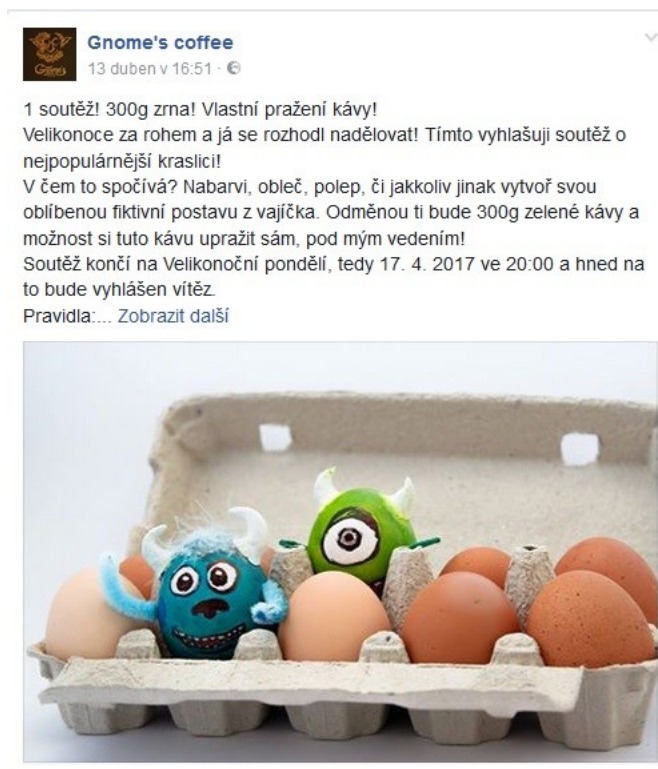 Gnome's coffee
13 duben v 16:51 ·
1 soutěž! 300g zrna! Vlastní pražení kávy!
Velikonoce za rohem a já se rozhodl nadělovat! Tímto vyhlašuji soutěž o
nejpopulárnější kraslici!
V čem to spočívá? Nabarvi, obleč, polep, či jakkoliv jinak vytvoř svou
oblíbenou fiktivní postavu z vajíčka. Odměnou ti bude 300g zelené kávy a
možnost si tuto kávu upražit sám, pod mým vedením!
Soutěž končí na Velikonoční pondělí, tedy 17. 4. 2017 ve 20:00 a hned na
to bude vyhlášen vítěz.
Pravidla:... Zobrazit další